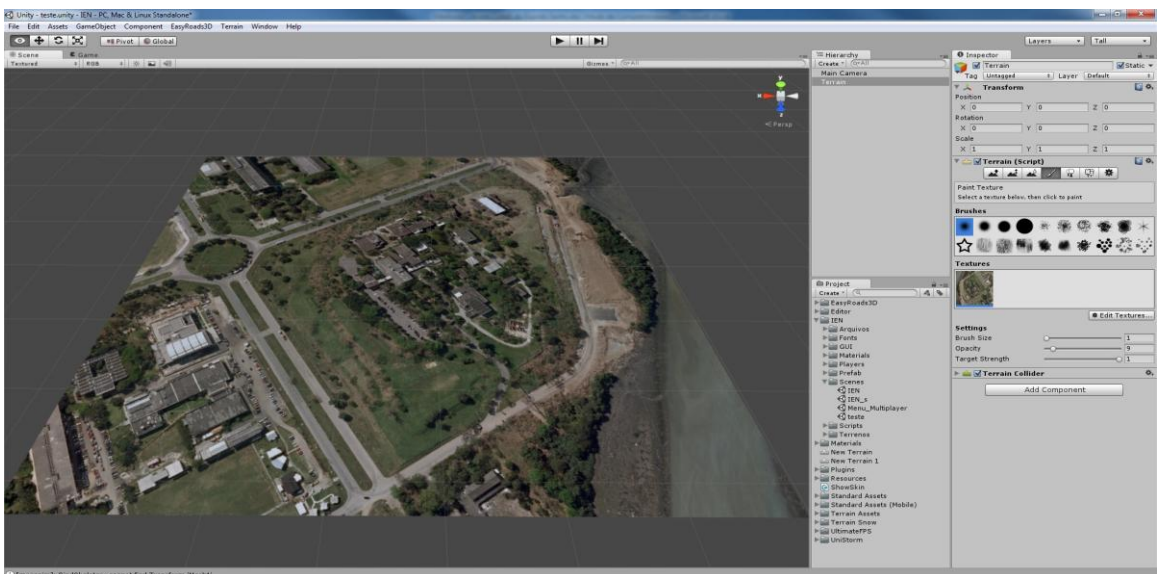 Unity - teste.unity - IEN - PC, Mac & Linux Standalone*
File Edit Assets GameObject Component EasyRoads3D Terrain Window Help
Pivot Global
Layers Tall
Scene Game
Textured RGB Gizmos All
y
x
z
Persp
Hierarchy
Create All
Main Camera
Terrain
Project
Create
EasyRoads3D
Editor
IEN
Arquivos
Fonts
GUI
Materials
Players
Prefab
Scenes
IEN
IEN_s
Menu_Multiplayer
teste
Scripts
Terrenos
Materials
New Terrain
New Terrain 1
Plugins
Resources
ShowSkin
Standard Assets
Standard Assets (Mobile)
Terrain Assets
Terrain Snow
UltimateFPS
UniStorm
Inspector
Terrain Static
Tag Untagged Layer Default
Transform
Position
X 0 Y 0 Z 0
Rotation
X 0 Y 0 Z 0
Scale
X 1 Y 1 Z 1
Terrain (Script)
Paint Texture
Select a texture below, then click to paint
Brushes
Textures
Edit Textures...
Settings
Brush Size 1
Opacity 9
Target Strength 1
Terrain Collider
Add Component